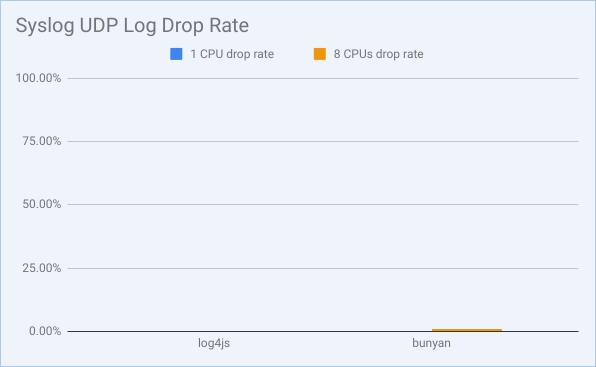 Syslog UDP Log Drop Rate
1 CPU drop rate 8 CPUs drop rate
100.00%
75.00%
50.00%
25.00%
0.00%
log4js bunyan